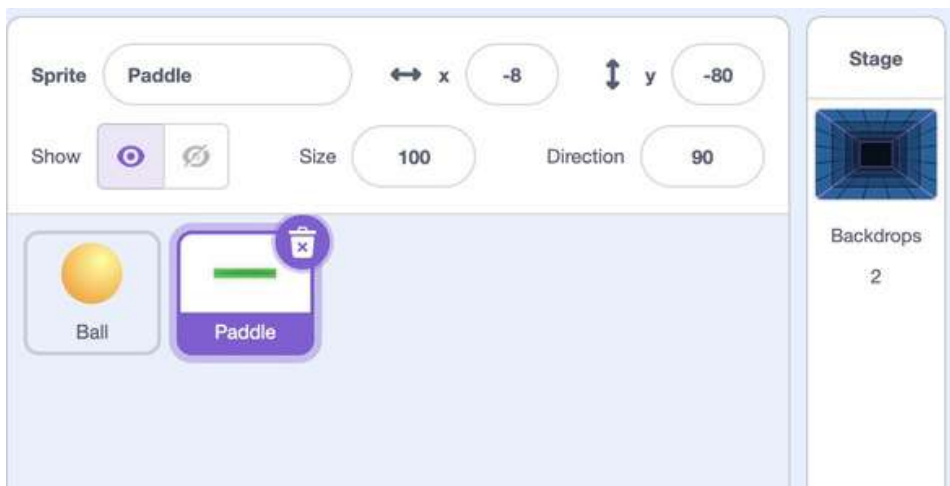 Sprite Paddle x -8 y -80
Show Size 100 Direction 90
Ball
Paddle
Stage
Backdrops
2